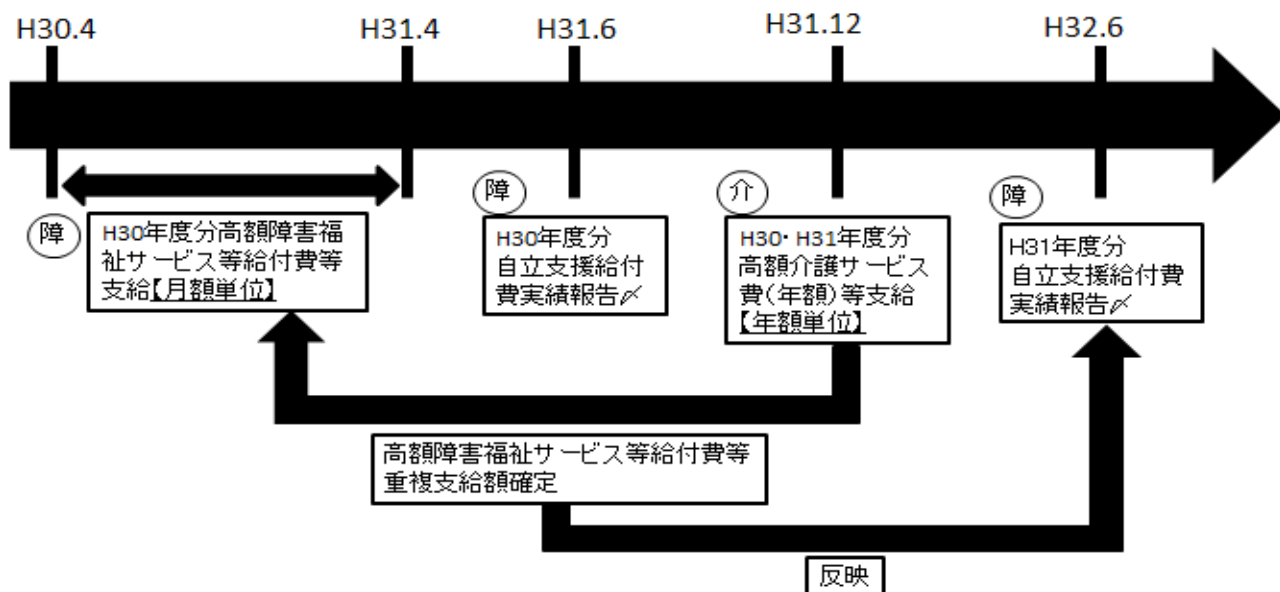 H30.4
H31.4
H31.6
H31.12
H32.6
障
H30年度分高額障害福
祉サービス等給付費等
支給【月額単位】
障
H30年度分
自立支援給付
費実績報告〆
介
H30・H31年度分
高額介護サービス
費(年額)等支給
【年額単位】
障
H31年度分
自立支援給付費
実績報告〆
高額障害福祉サービス等給付費等
重複支給額確定
反映